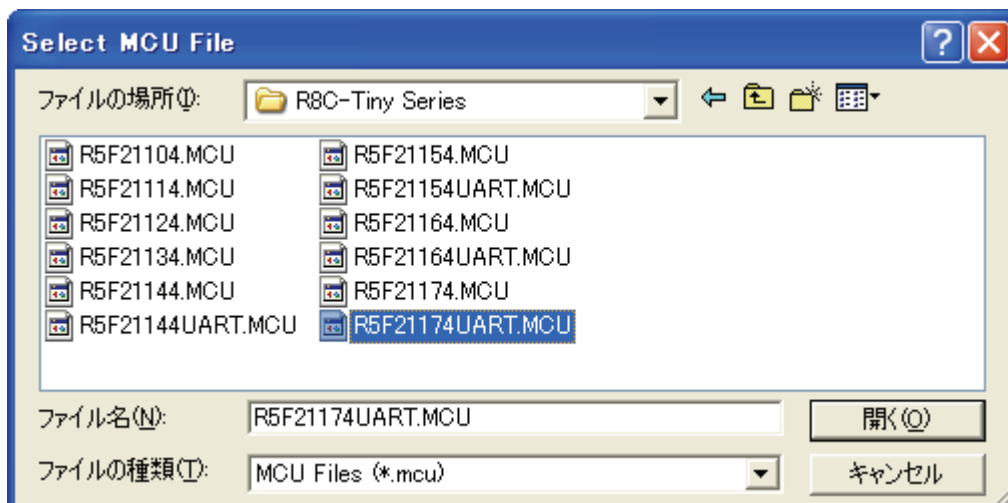 Select MCU File
ファイルの場所(I):
R8C-Tiny Series
R5F21104.MCU
R5F21114.MCU
R5F21124.MCU
R5F21134.MCU
R5F21144.MCU
R5F21144UART.MCU
R5F21154.MCU
R5F21154UART.MCU
R5F21164.MCU
R5F21164UART.MCU
R5F21174.MCU
R5F21174UART.MCU
ファイル名(N):
R5F21174UART.MCU
開く(O)
ファイルの種類(T):
MCU Files (*.mcu)
キャンセル